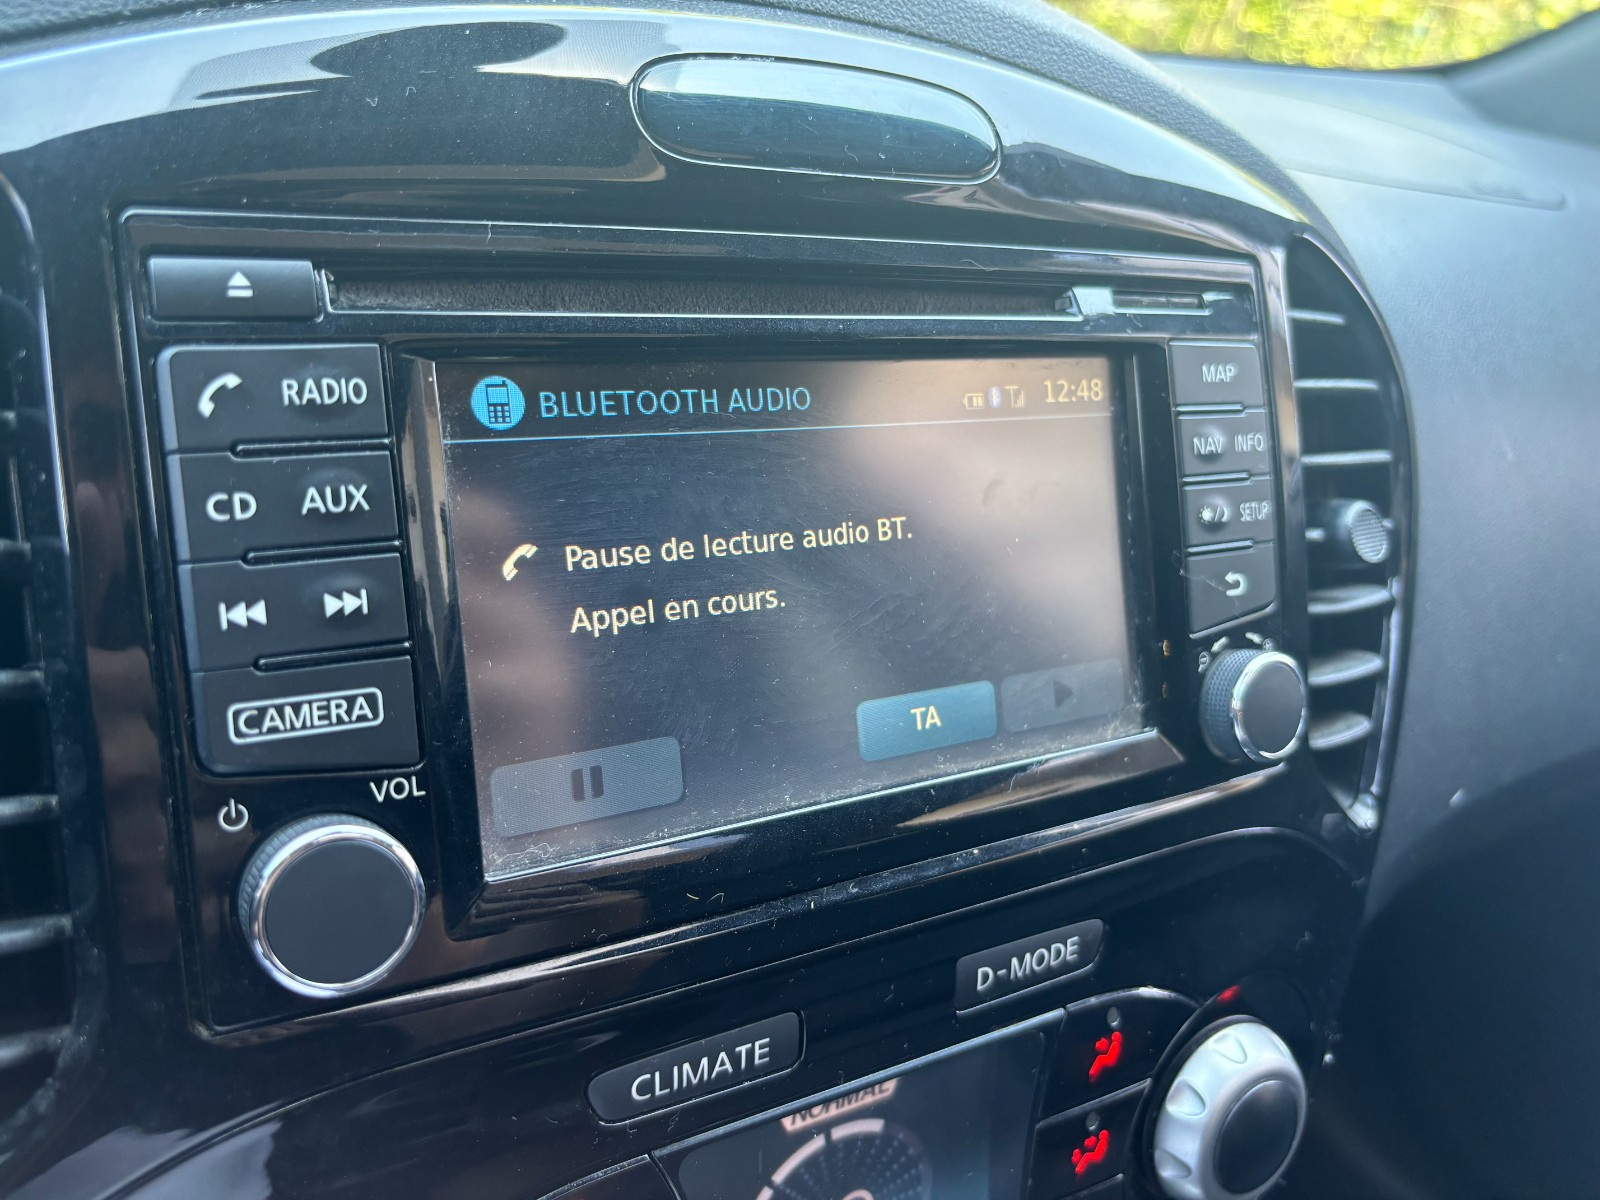 RADIO
CD AUX
CAMERA
VOL
BLUETOOTH AUDIO 12:48
Pause de lecture audio BT.
Appel en cours.
TA
MAP
NAV INFO
SETUP
D-MODE
CLIMATE
NORMAL